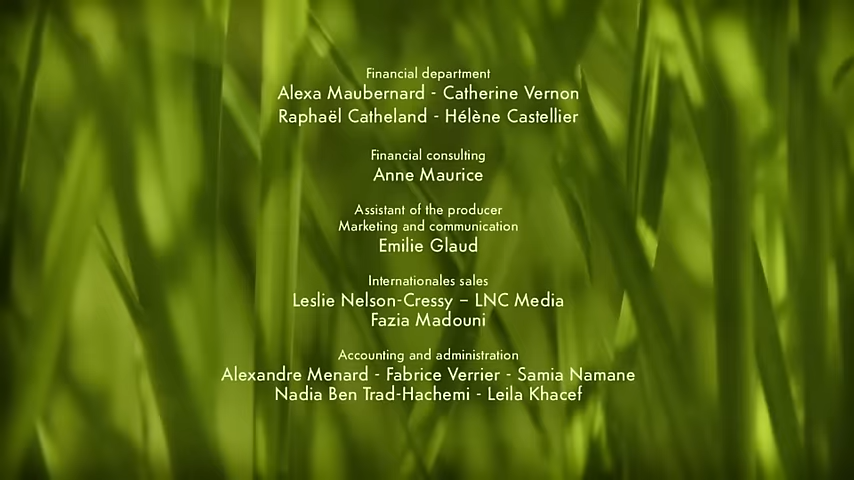 Financial department
Alexa Maubernard - Catherine Vernon
Raphaël Catheland - Hélène Castellier
Financial consulting
Anne Maurice
Assistant of the producer
Marketing and communication
Emilie Glaud
Internationales sales
Leslie Nelson-Cressy – LNC Media
Fazia Madouni
Accounting and administration
Alexandre Menard - Fabrice Verrier - Samia Namane
Nadia Ben Trad-Hachemi - Leila Khacef